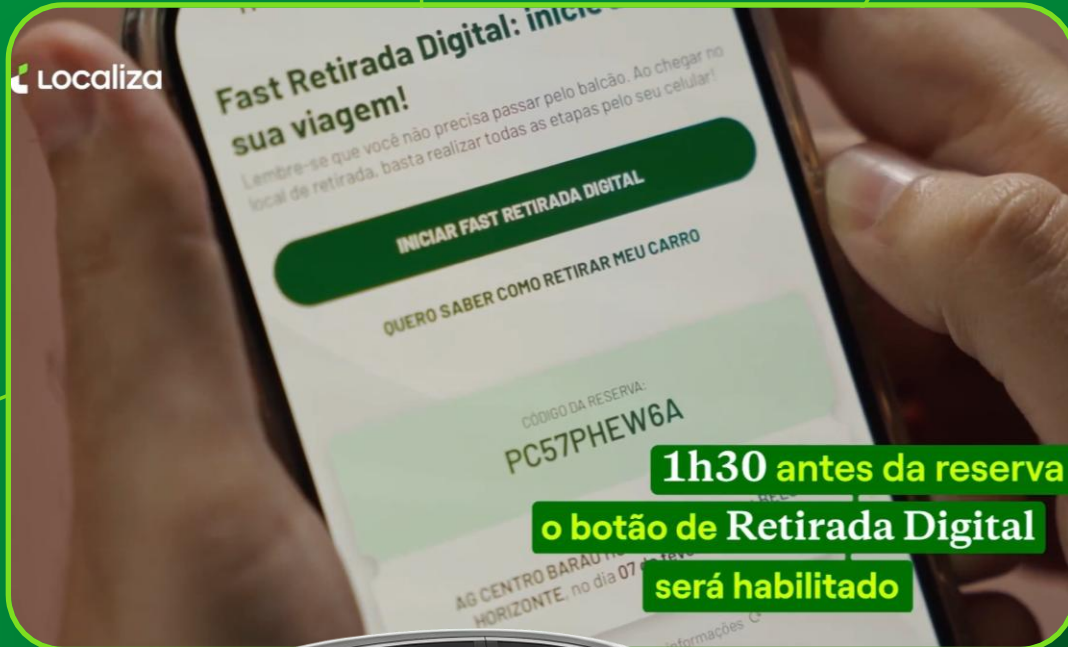 Localiza
Fast Retirada Digital: inicie
sua viagem!
Lembre-se que você não precisa passar pelo balcão. Ao chegar no
local de retirada, basta realizar todas as etapas pelo seu celular!
INICIAR FAST RETIRADA DIGITAL
QUERO SABER COMO RETIRAR MEU CARRO
CÓDIGO DA RESERVA:
PC57PHEW6A
AG CENTRO BARÃO
HORIZONTE, no dia 07 de
informações
1h30 antes da reserva
o botão de Retirada Digital
será habilitado